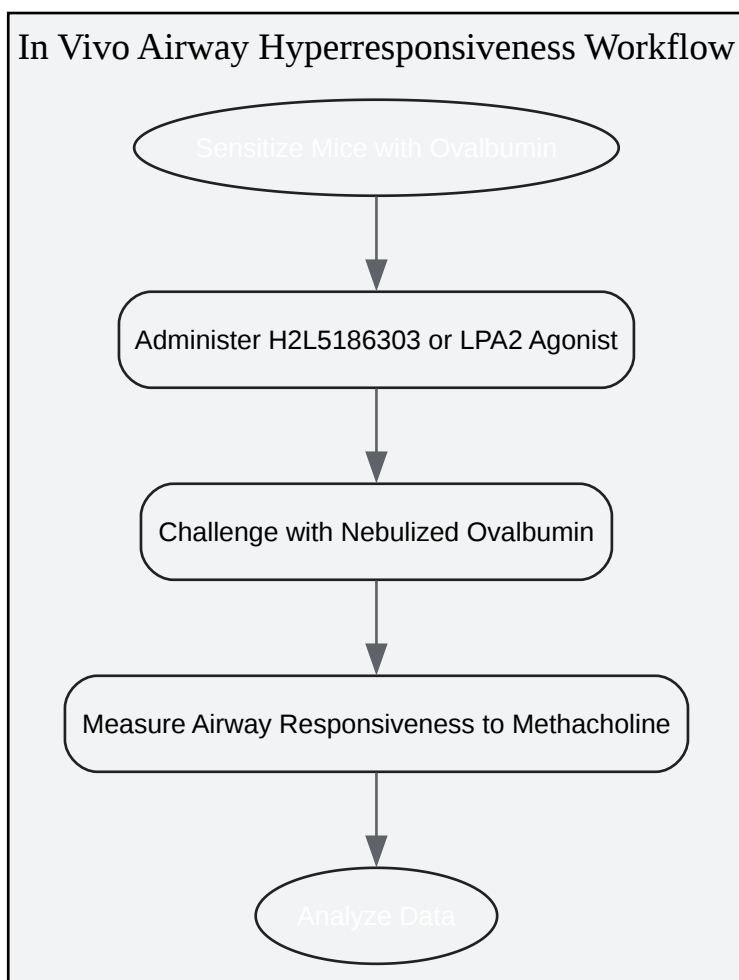 In Vivo Airway Hyperresponsiveness Workflow
Sensitize Mice with Ovalbumin
Administer H2L5186303 or LPA2 Agonist
Challenge with Nebulized Ovalbumin
Measure Airway Responsiveness to Methacholine
Analyze Data